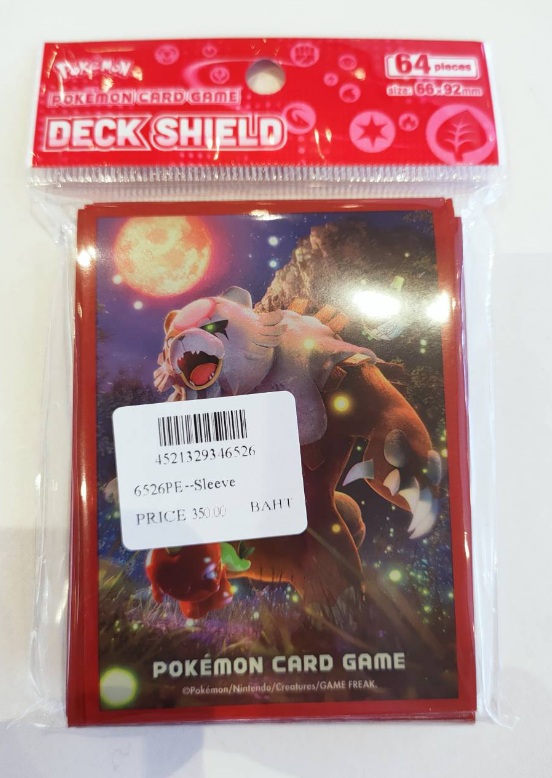 Pokémon
POKÉMON CARD GAME
DECK SHIELD
64 pieces
size: 66×92mm
4521329346526
6526PE--Sleeve
PRICE 350.00 BAHT
POKÉMON CARD GAME
©Pokémon/Nintendo/Creatures/GAME FREAK.